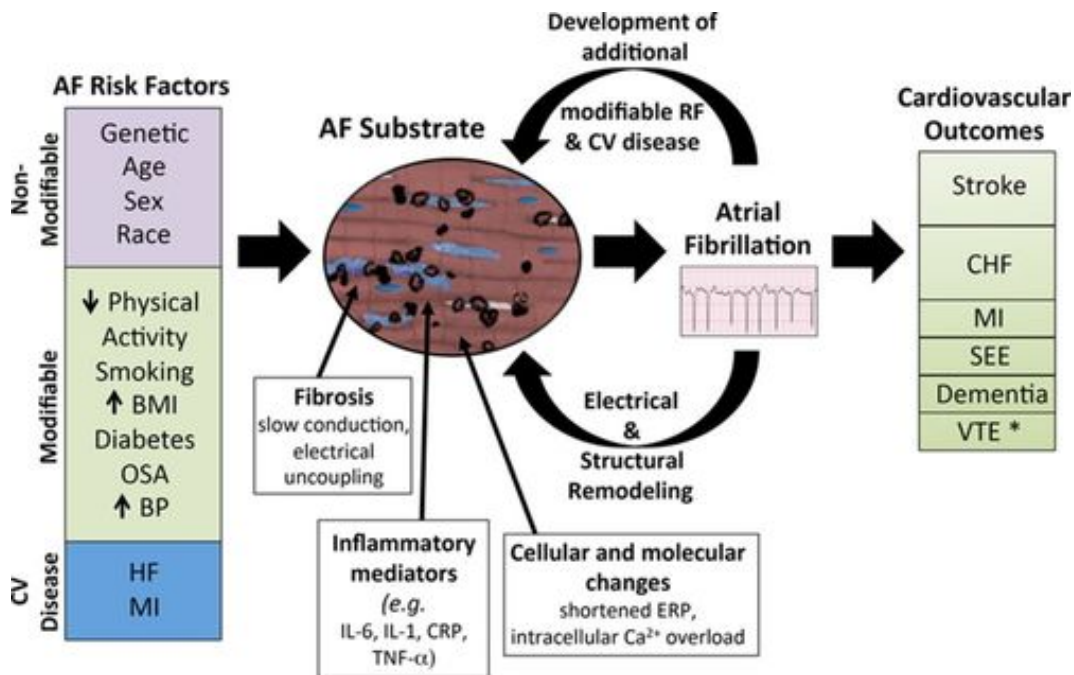 AF Risk Factors
Non-
Modifiable
Genetic
Age
Sex
Race
Modifiable
↓ Physical
Activity
Smoking
↑ BMI
Diabetes
OSA
↑ BP
CV
Disease
HF
MI
AF Substrate
Fibrosis
slow conduction,
electrical
uncoupling
Inflammatory
mediators
(e.g.
IL-6, IL-1, CRP,
TNF-α)
Cellular and molecular
changes
shortened ERP,
intracellular Ca²⁺ overload
Development of
additional
modifiable RF
& CV disease
Atrial
Fibrillation
Electrical
&
Structural
Remodeling
Cardiovascular
Outcomes
Stroke
CHF
MI
SEE
Dementia
VTE *